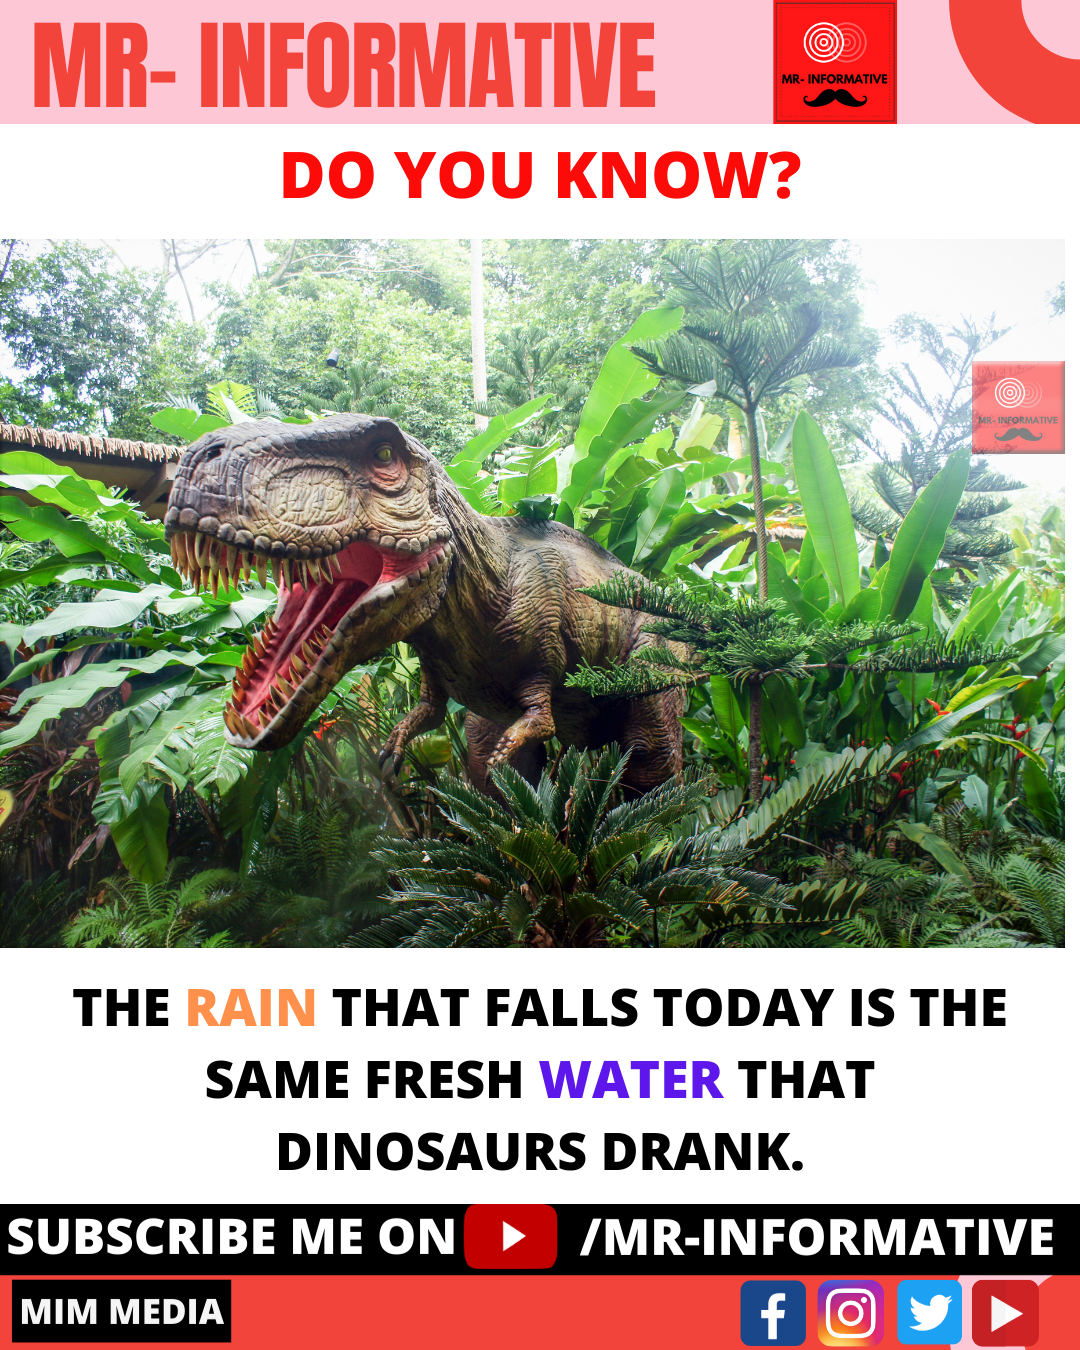 MR- INFORMATIVE
MR- INFORMATIVE
DO YOU KNOW?
MR- INFORMATIVE
THE RAIN THAT FALLS TODAY IS THE
SAME FRESH WATER THAT
DINOSAURS DRANK.
SUBSCRIBE ME ON /MR-INFORMATIVE
MIM MEDIA